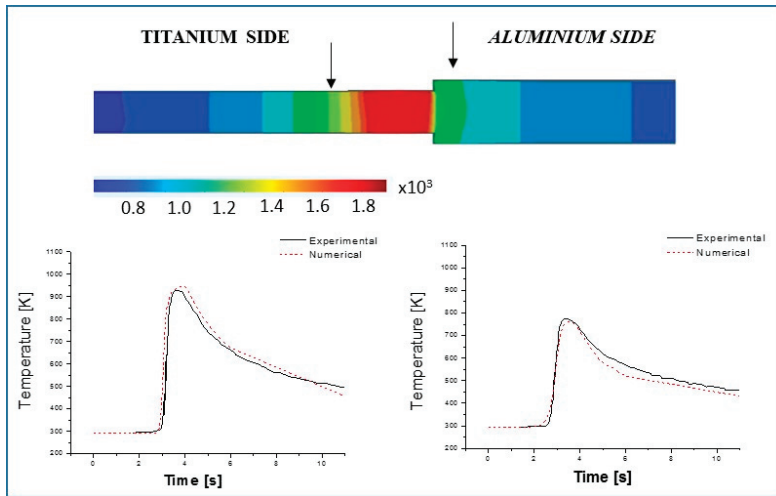 TITANIUM SIDE
ALUMINIUM SIDE
0.8 1.0 1.2 1.4 1.6 1.8 x10³
Experimental
Numerical
Temperature [K]
1100
1000
900
800
700
600
500
400
300
200
0 2 4 6 8 10
Time [s]
Experimental
Numerical
Temperature [K]
1100
1000
900
800
700
600
500
400
300
200
0 2 4 6 8 10
Time [s]